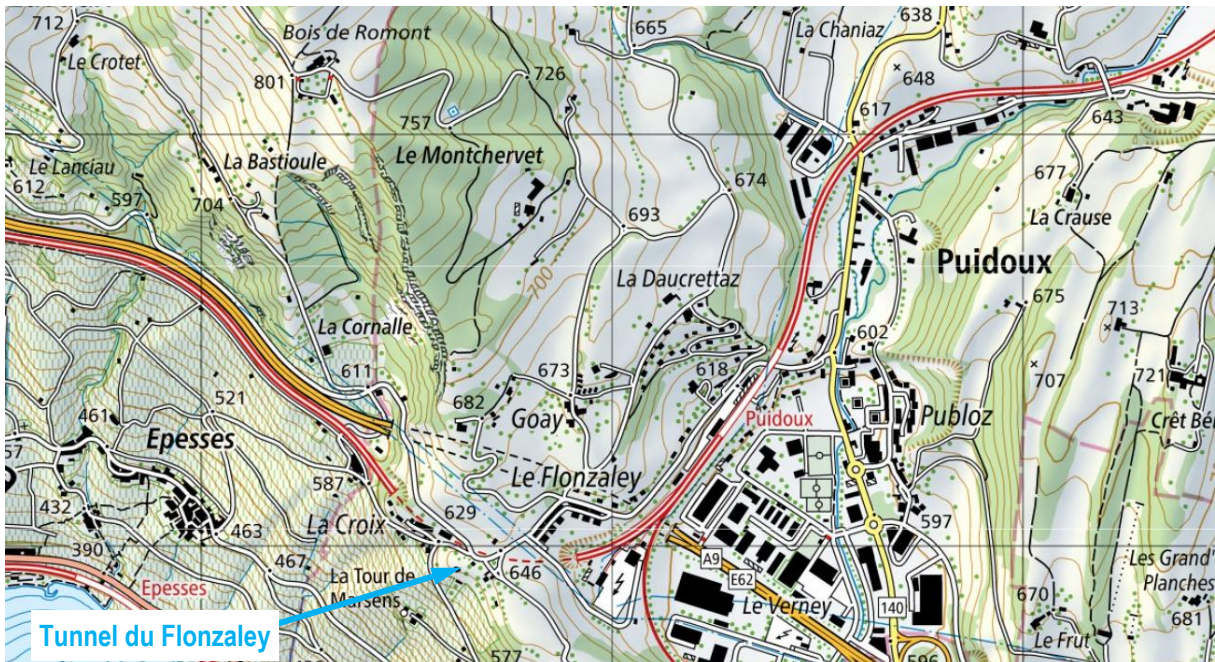 712
Le Crotet
Bois de Romont
801
726
665
La Chaniaz
638
648
617
643
757
Le Montchervet
La Bastioule
Le Lanciau
612
597
704
674
693
677
La Crause
Puidoux
700
La Daucrettaz
675
713
602
707
721
La Cornalle
611
673
618
Goay
682
Puidoux
Publoz
Crêt Bé
521
461
Epesses
57
432
463
587
Le Flonzaley
629
La Croix
597
390
467
Epesses
La Tour de
Marsens
646
A9
E62
Le Verney
140
Les Grand'
Planches
670
681
Le Frut
577
596
Tunnel du Flonzaley